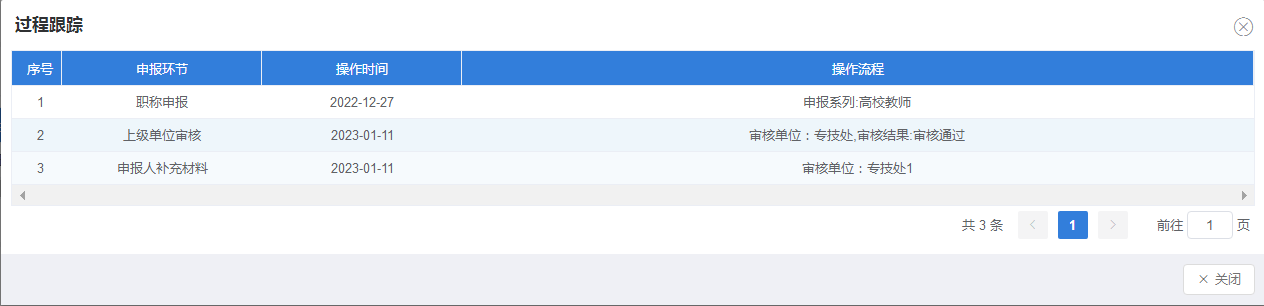 过程跟踪
序号 申报环节 操作时间 操作流程
1 职称申报 2022-12-27 申报系列:高校教师
2 上级单位审核 2023-01-11 审核单位：专技处,审核结果:审核通过
3 申报人补充材料 2023-01-11 审核单位：专技处1
共 3 条 1 前往 1 页
关闭